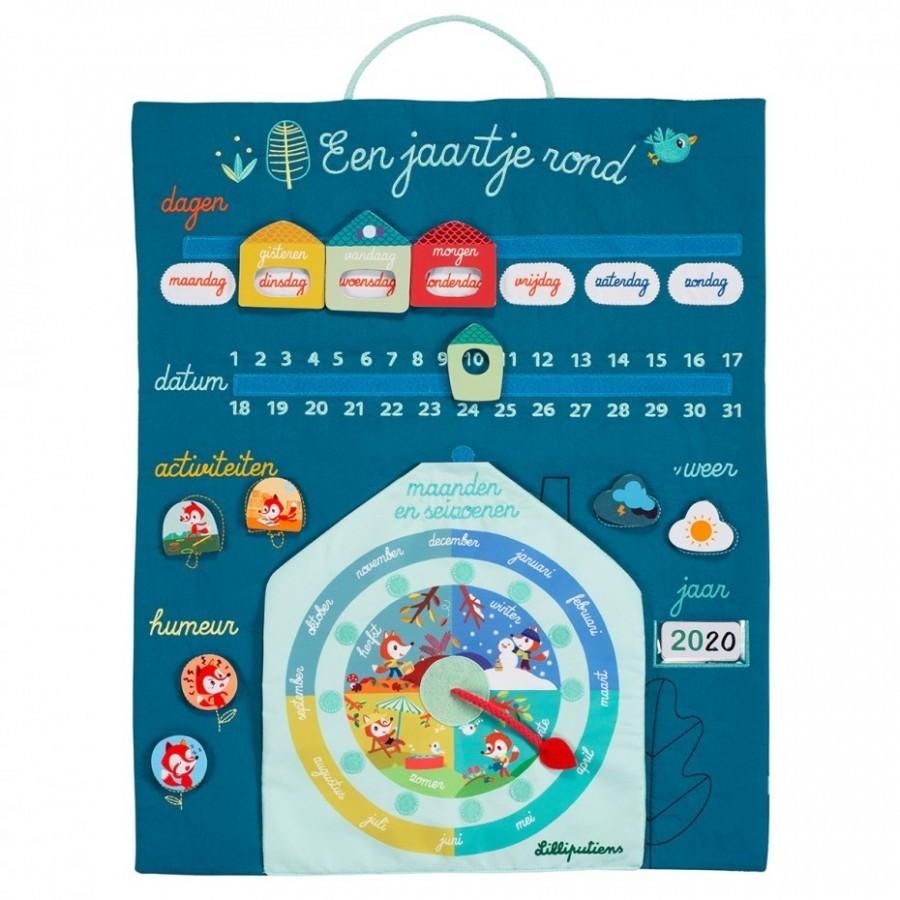 Een jaartje rond
dagen
gisteren vandaag morgen
maandag dinsdag woensdag donderdag vrijdag zaterdag zondag
1 2 3 4 5 6 7 8 9 10 11 12 13 14 15 16 17
datum
18 19 20 21 22 23 24 25 26 27 28 29 30 31
activiteiten
'weer
maanden
en seizoenen
december
januari
februari
maart
april
mei
juni
juli
augustus
september
oktober
november
herfst
winter
zomer
jaar
2020
humeur
Lilliputiens